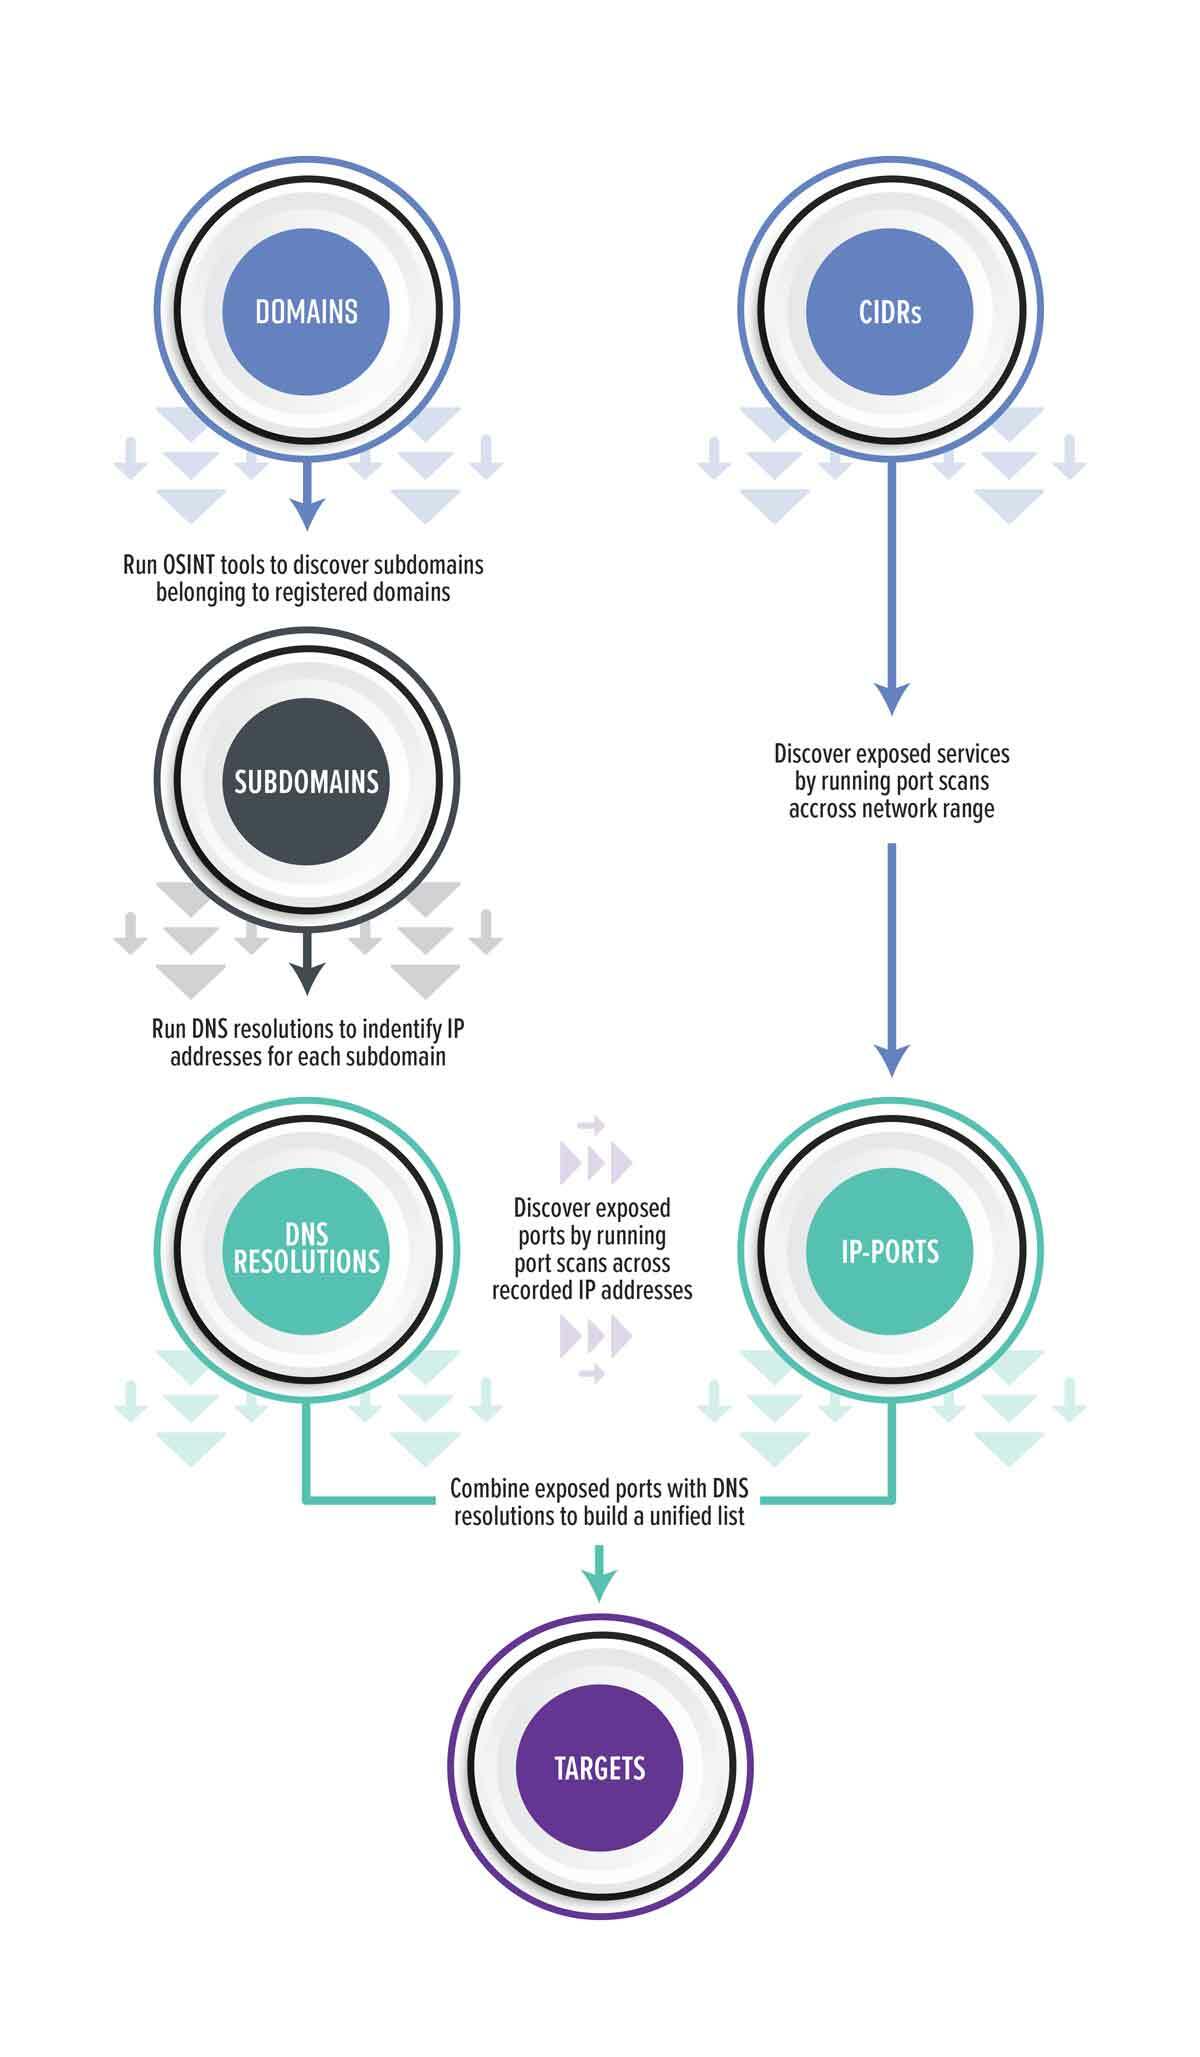 DOMAINS
CIDRs
Run OSINT tools to discover subdomains
belonging to registered domains
SUBDOMAINS
Discover exposed services
by running port scans
accross network range
Run DNS resolutions to indentify IP
addresses for each subdomain
DNS
RESOLUTIONS
Discover exposed
ports by running
port scans across
recorded IP addresses
IP-PORTS
Combine exposed ports with DNS
resolutions to build a unified list
TARGETS